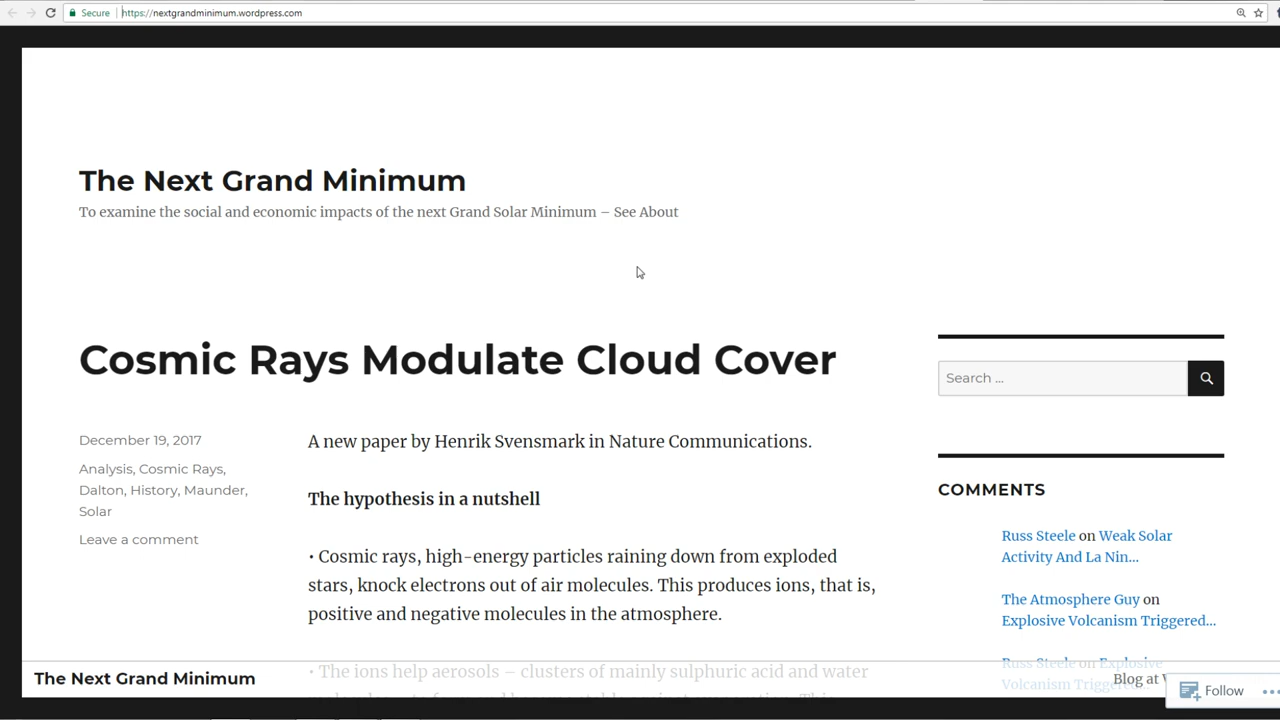 Secure
https://nextgrandminimum.wordpress.com
The Next Grand Minimum
To examine the social and economic impacts of the next Grand Solar Minimum – See About
Cosmic Rays Modulate Cloud Cover
December 19, 2017
Analysis, Cosmic Rays,
Dalton, History, Maunder,
Solar
Leave a comment
A new paper by Henrik Svensmark in Nature Communications.
The hypothesis in a nutshell
• Cosmic rays, high-energy particles raining down from exploded
stars, knock electrons out of air molecules. This produces ions, that is,
positive and negative molecules in the atmosphere.
• The ions help aerosols – clusters of mainly sulphuric acid and water
Search ...
COMMENTS
Russ Steele on Weak Solar
Activity And La Nin...
The Atmosphere Guy on
Explosive Volcanism Triggered...
Russ Steele on Explosive
Volcanism Triggered...
The Next Grand Minimum
Blog at
Follow